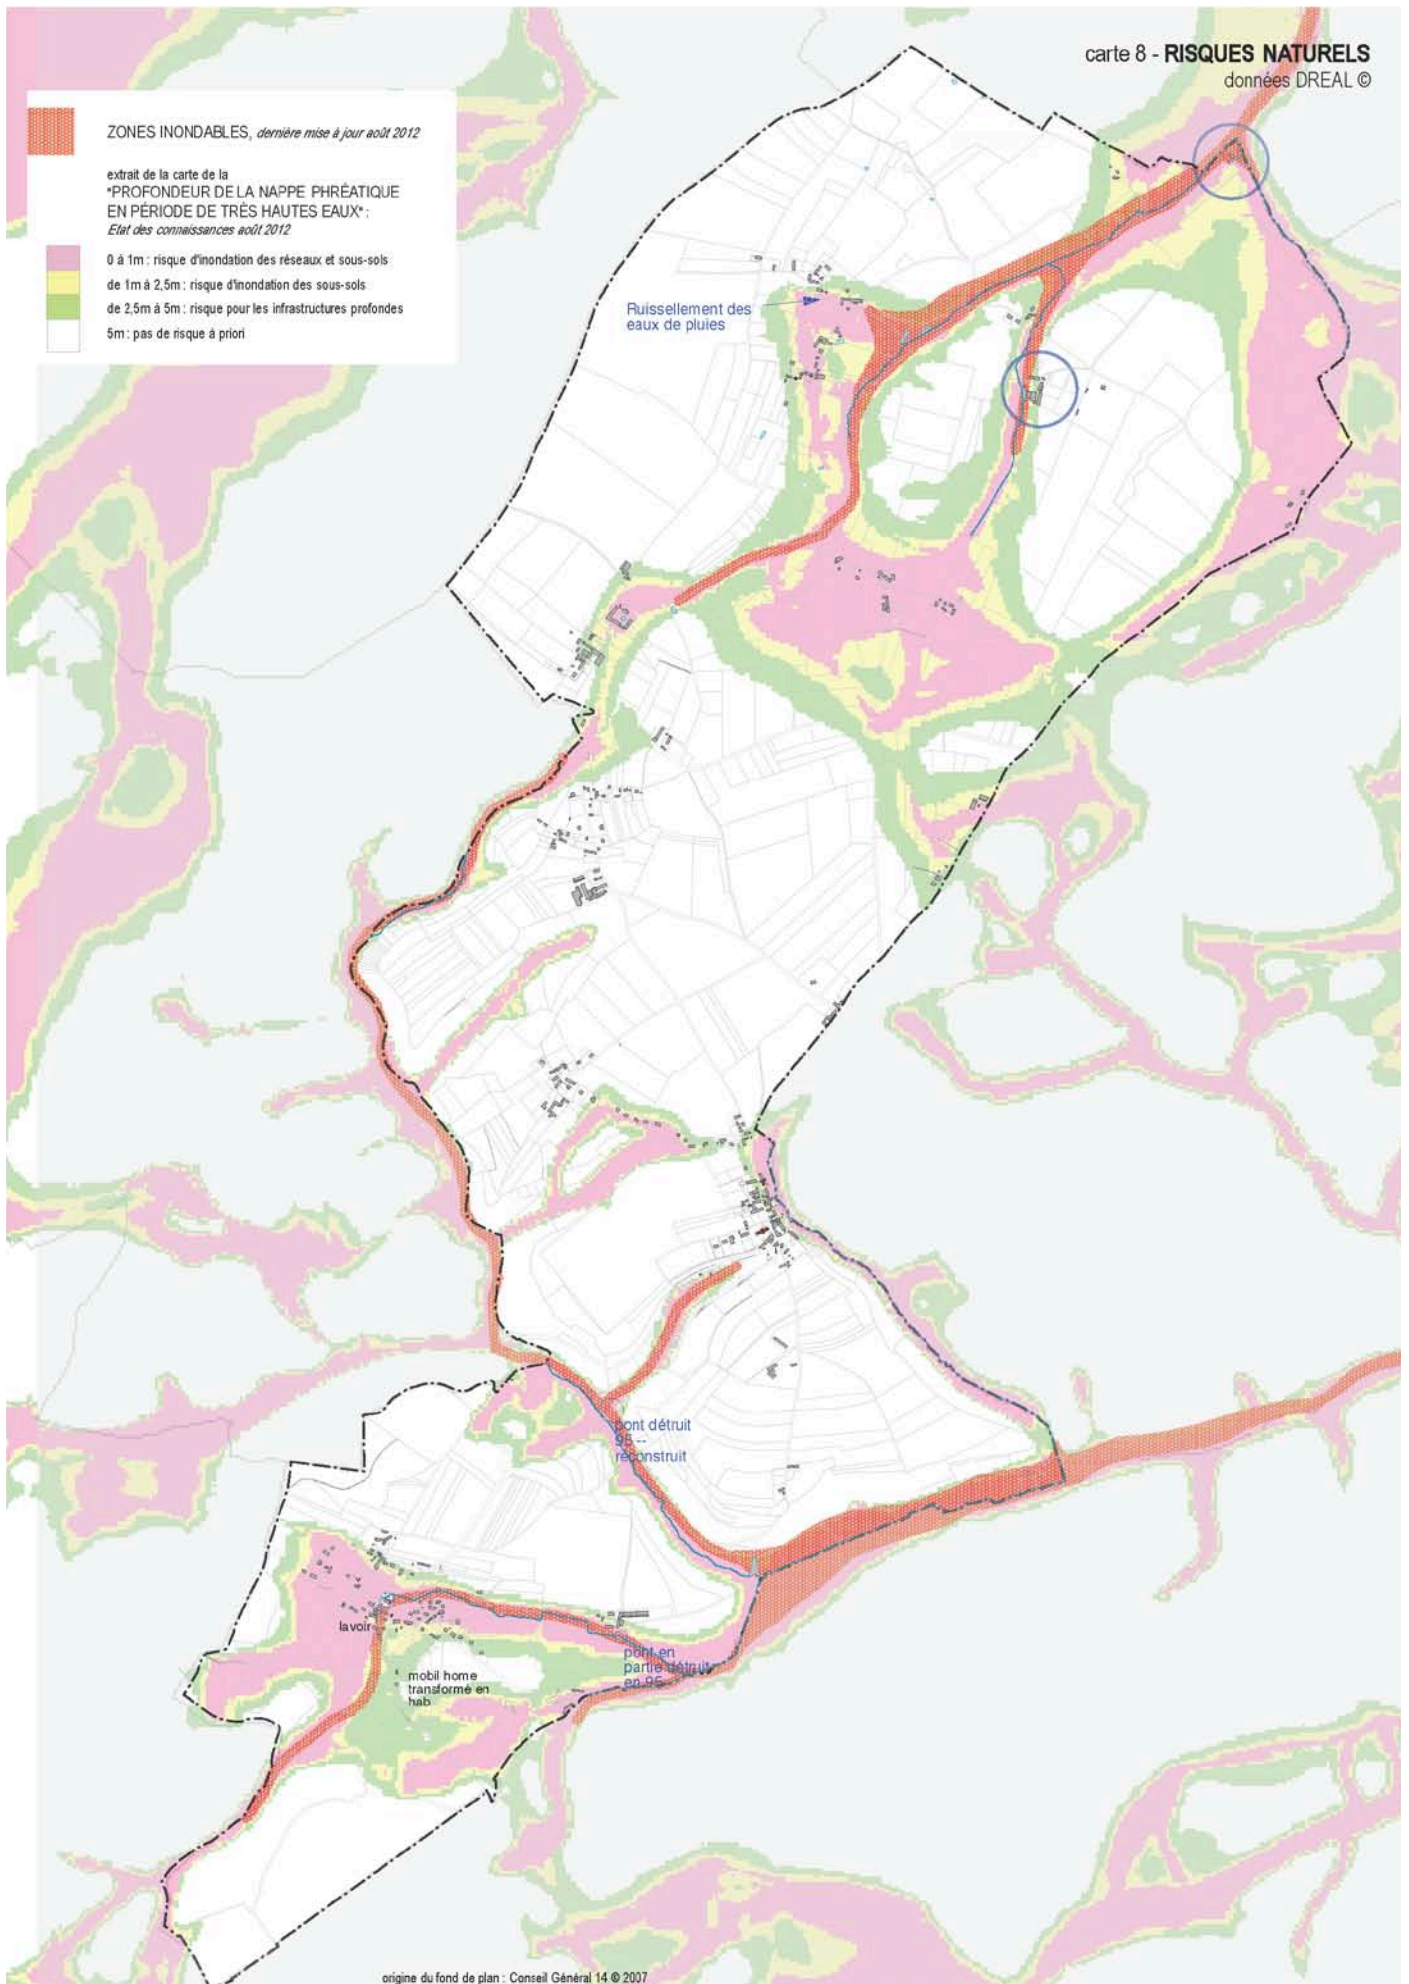 carte 8 - RISQUES NATURELS
données DREAL ©
ZONES INONDABLES, dernière mise à jour août 2012
extrait de la carte de la
"PROFONDEUR DE LA NAPPE PHRÉATIQUE
EN PÉRIODE DE TRÈS HAUTES EAUX" :
Etat des connaissances août 2012
0 à 1m : risque d'inondation des réseaux et sous-sols
de 1m à 2,5m : risque d'inondation des sous-sols
de 2,5m à 5m : risque pour les infrastructures profondes
5m : pas de risque à priori
Ruissellement des
eaux de pluies
pont détruit
95 --
reconstruit
lavoir
pont en
partie détruit
en 95
mobil home
transformé en
hab
origine du fond de plan : Conseil Général 14 © 2007